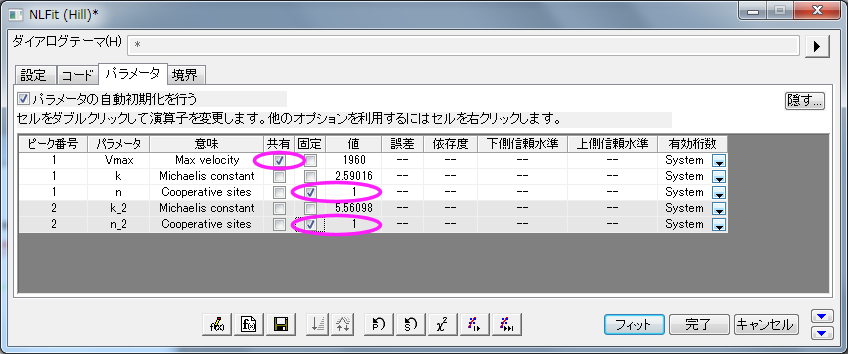 NLFit (Hill)*
ダイアログテーマ(H) *
設定 コード パラメータ 境界
パラメータの自動初期化を行う 隠す...
セルをダブルクリックして演算子を変更します。他のオプションを利用するにはセルを右クリックします。
ピーク番号 パラメータ 意味 共有 固定 値 誤差 依存度 下側信頼水準 上側信頼水準 有効桁数
1 Vmax Max velocity 1960 -- -- -- -- System
1 k Michaelis constant 2.59016 -- -- -- -- System
1 n Cooperative sites 1 -- -- -- -- System
2 k_2 Michaelis constant 5.56098 -- -- -- -- System
2 n_2 Cooperative sites 1 -- -- -- -- System
フィット 完了 キャンセル